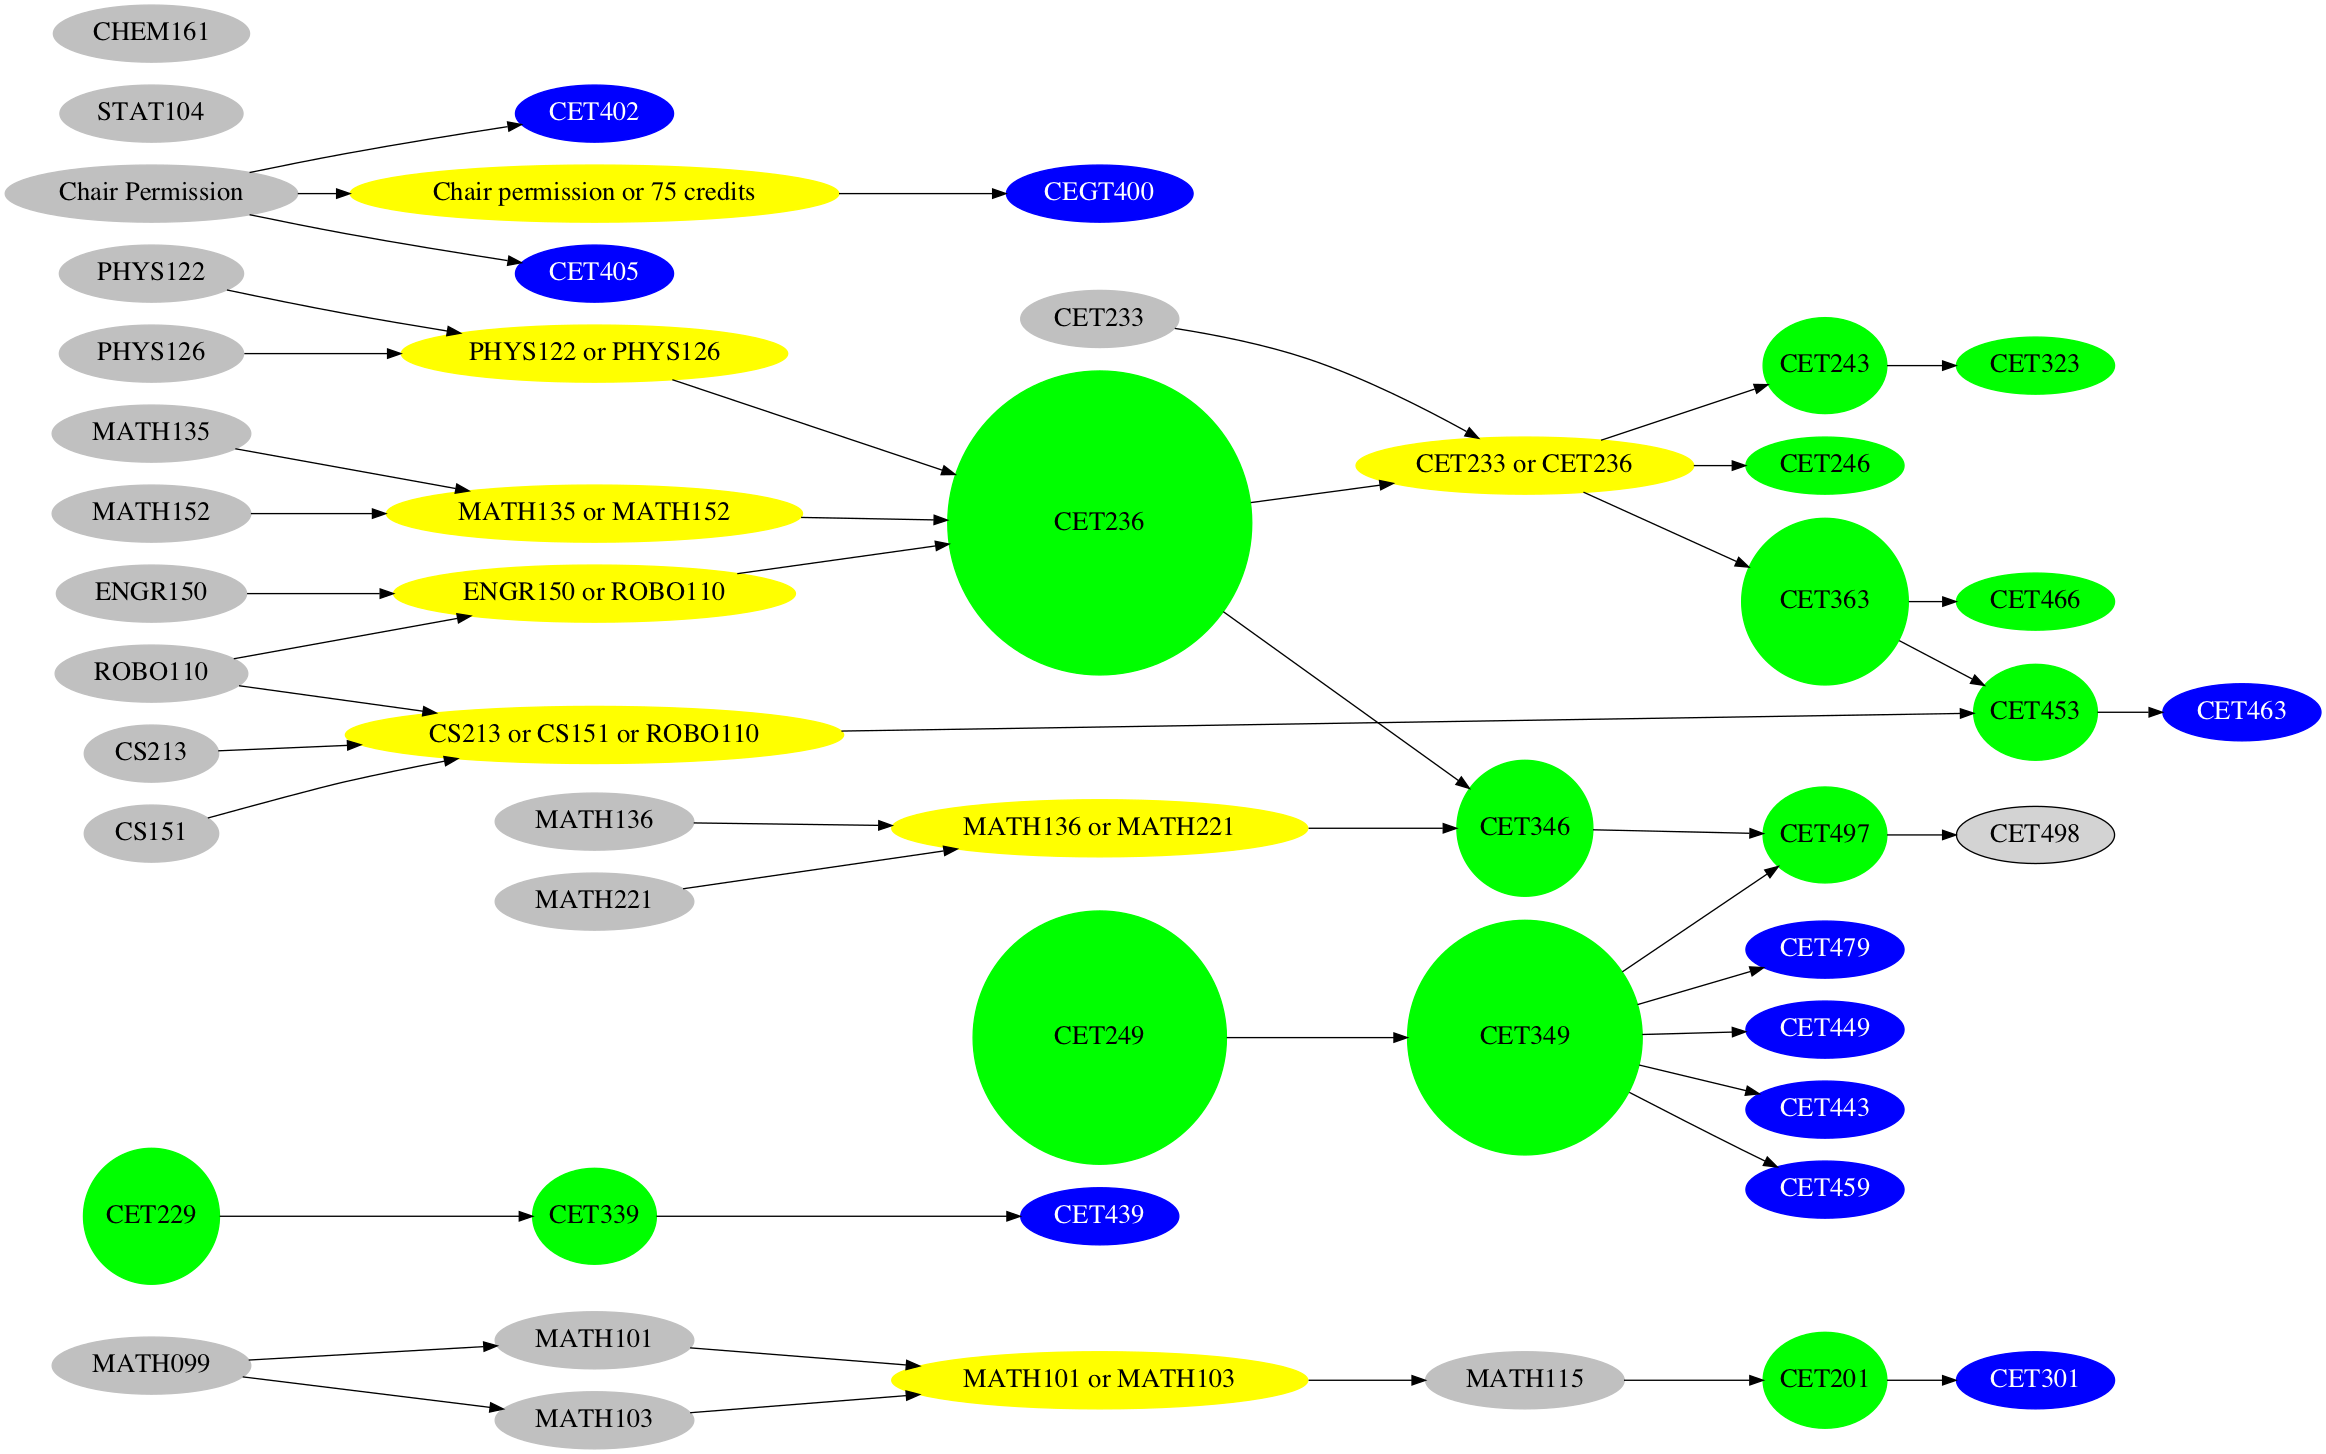 CHEM161
STAT104
CET402
Chair Permission
Chair permission or 75 credits
CEGT400
PHYS122
CET405
CET233
PHYS126
PHYS122 or PHYS126
CET243
CET323
MATH135
CET233 or CET236
CET246
MATH152
MATH135 or MATH152
CET236
ENGR150
ENGR150 or ROBO110
CET363
CET466
ROBO110
CS213 or CS151 or ROBO110
CET453
CET463
CS213
CS151
MATH136
MATH136 or MATH221
CET346
CET497
CET498
MATH221
CET479
CET249
CET349
CET449
CET443
CET459
CET229
CET339
CET439
MATH099
MATH101
MATH101 or MATH103
MATH115
CET201
CET301
MATH103